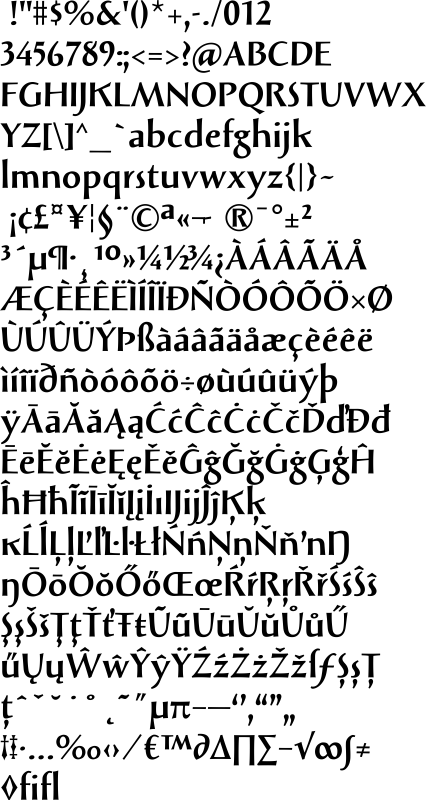 !"#$%&'()*+,-./012
3456789:;<=>?@ABCDE
FGHIJKLMNOPQRSTUVWX
YZ[\]^_`abcdefghijk
lmnopqrstuvwxyz{|}~
¡¢£¤¥¦§¨©ª«¬®¯°±²
³´µ¶·¸¹º»¼½¾¿ÀÁÂÃÄÅ
ÆÇÈÉÊËÌÍÎÏÐÑÒÓÔÕÖ×Ø
ÙÚÛÜÝÞßàáâãäåæçèéêë
ìíîïðñòóôõö÷øùúûüýþ
ÿĀāĂăĄąĆćĈĉĊċČčĎďĐđ
ĒēĔĕĖėĘęĚěĜĝĞğĠġĢģĤ
ĥĦħĨĩĪīĬĭĮįİıĲĳĴĵĶķ
ĸĹĺĻļĽľĿŀŁłŃńŅņŇňŉŊ
ŋŌōŎŏŐőŒœŔŕŖŗŘřŚśŜŝ
ŞşŠšŢţŤťŦŧŨũŪūŬŭŮůŰ
űŲųŴŵŶŷŸŹźŻżŽžſƒȘșȚ
țˆˇ˘˙˚˛˜˝μπ–—‘’‚“”„
†‡•…‰‹›⁄€™∂∆∏∑−√∞∫≠
◊ﬁﬂ